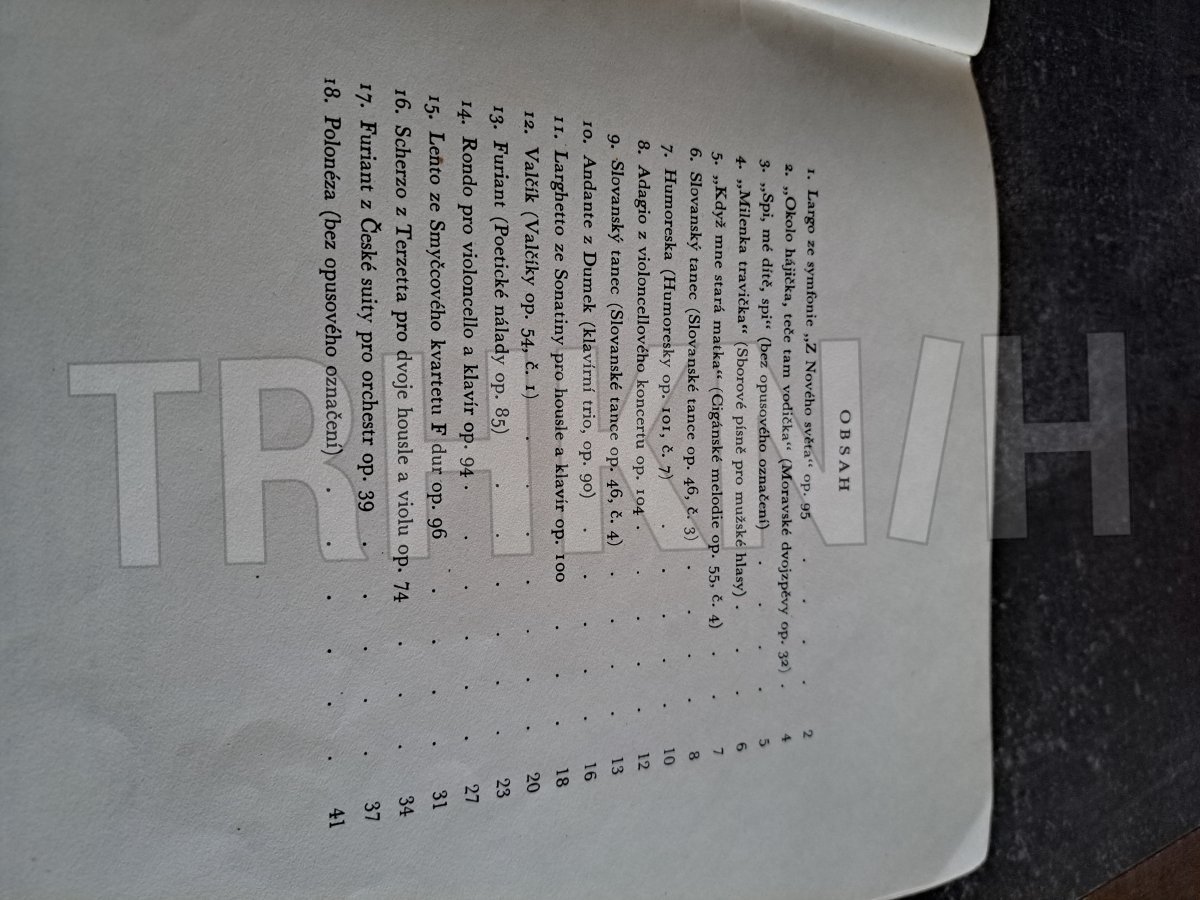 OBSAH
1. Largo ze symfonie „Z Nového světa“ op. 95 . . . . 2
2. „Okolo hájička, teče tam vodička“ (Moravské dvojzpěvy op. 32) . 4
3. „Spi, mé dítě, spi“ (bez opusového označení) . . . . 5
4. „Milenka travička“ (Sborové písně pro mužské hlasy) . . . 6
5. „Když mne stará matka“ (Cigánské melodie op. 55, č. 4) . . 7
6. Slovanský tanec (Slovanské tance op. 46, č. 3) . . . . 8
7. Humoreska (Humoresky op. 101, č. 7) . . . . . 10
8. Adagio z violoncellového koncertu op. 104 . . . . . 12
9. Slovanský tanec (Slovanské tance op. 46, č. 4) . . . . 13
10. Andante z Dumek (klavírní trio, op. 90) . . . . . 16
11. Larghetto ze Sonatiny pro housle a klavír op. 100 . . . 18
12. Valčík (Valčíky op. 54, č. 1) . . . . . . . 20
13. Furiant (Poetické nálady op. 85) . . . . . . 23
14. Rondo pro violoncello a klavír op. 94 . . . . . . 27
15. Lento ze Smyčcového kvartetu F dur op. 96 . . . . 31
16. Scherzo z Terzetta pro dvoje housle a violu op. 74 . . . 34
17. Furiant z České suity pro orchestr op. 39 . . . . . 37
18. Polonéza (bez opusového označení) . . . . . . 41
TRHKNIH